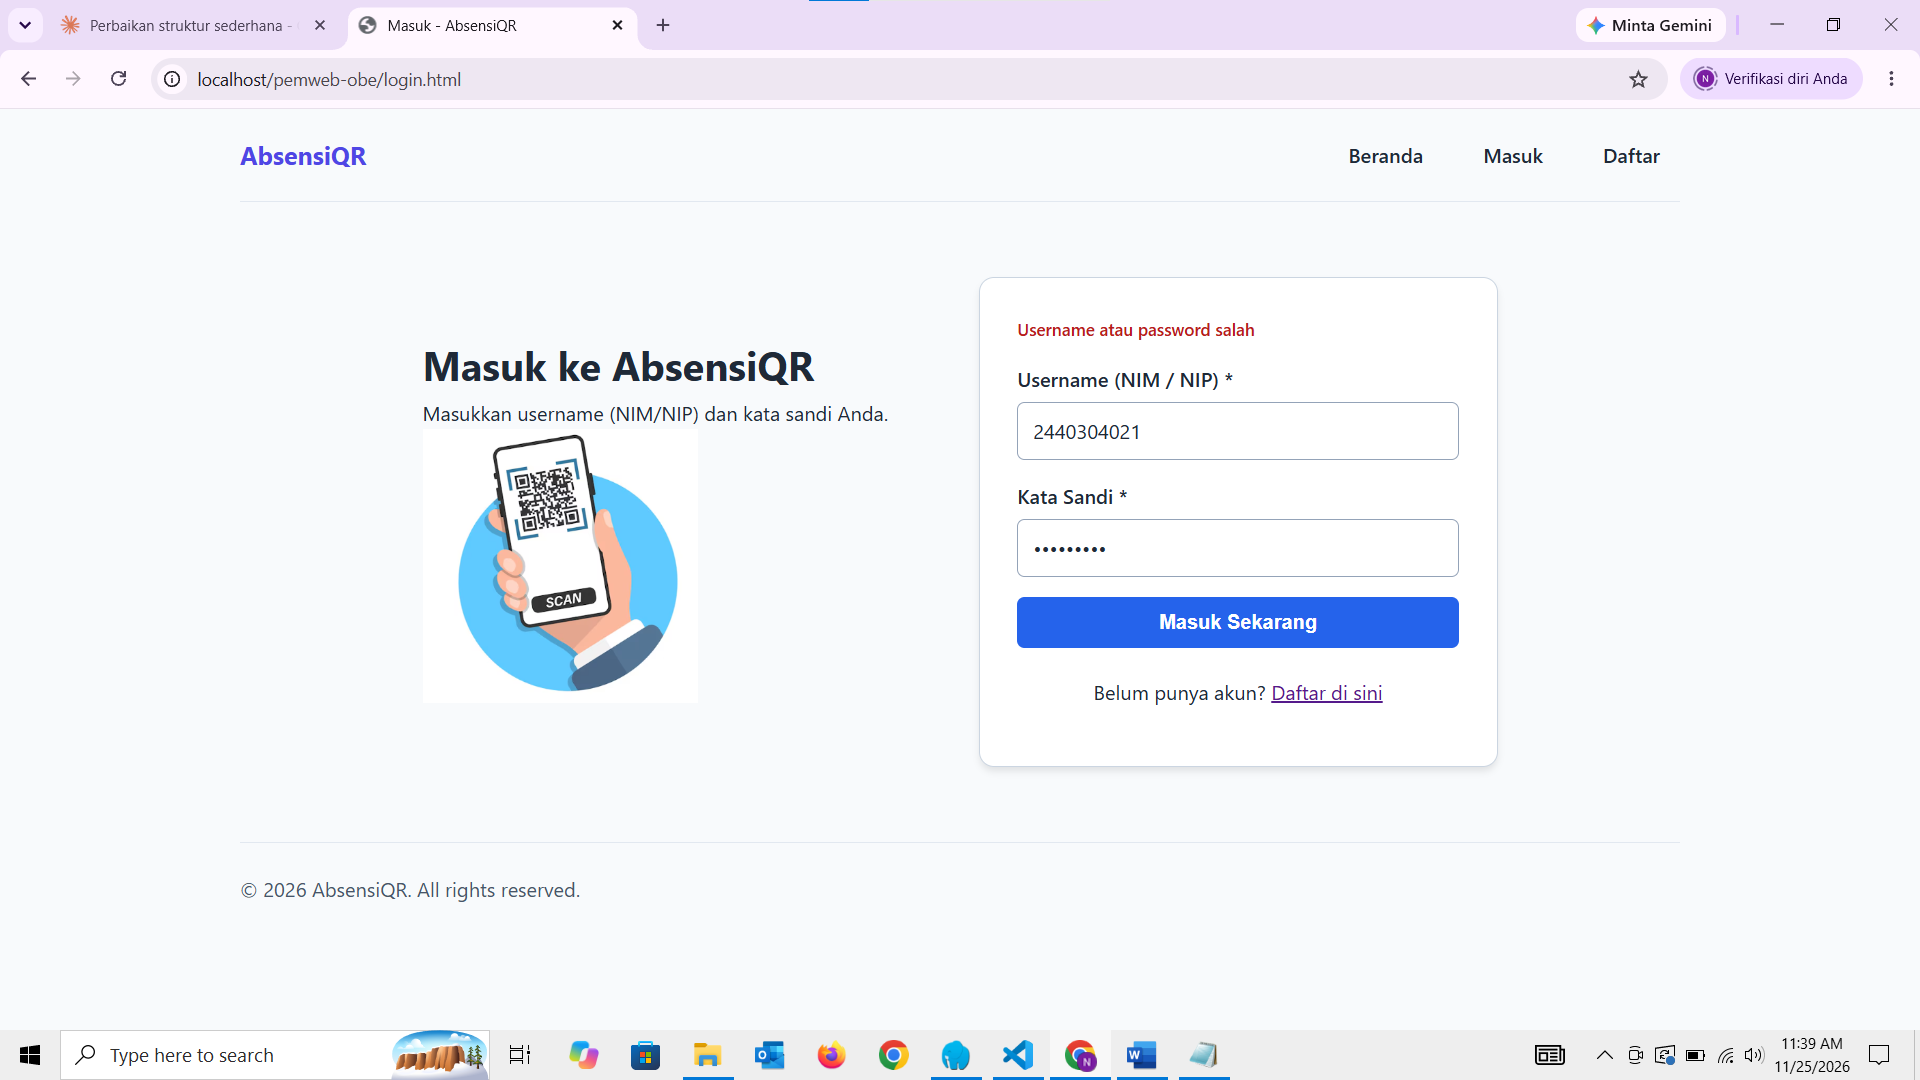 Perbaikan struktur sederhana -
Masuk - AbsensiQR
Minta Gemini
localhost/pemweb-obe/login.html
N
Verifikasi diri Anda
AbsensiQR
Beranda
Masuk
Daftar
Masuk ke AbsensiQR
Masukkan username (NIM/NIP) dan kata sandi Anda.
SCAN
Username atau password salah
Username (NIM / NIP) *
2440304021
Kata Sandi *
•••••••••
Masuk Sekarang
Belum punya akun? Daftar di sini
© 2026 AbsensiQR. All rights reserved.
Type here to search
11:39 AM
11/25/2026